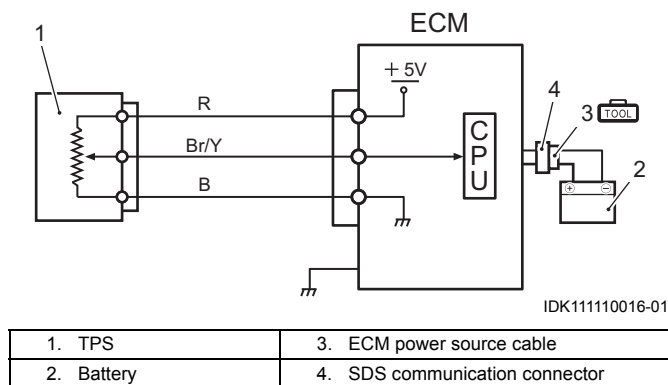 ECM
1
+ 5V
4
R
3 TOOL
Br/Y
CPU
2
B
⊕ ⊖
IDK111110016-01
1. TPS 3. ECM power source cable
2. Battery 4. SDS communication connector